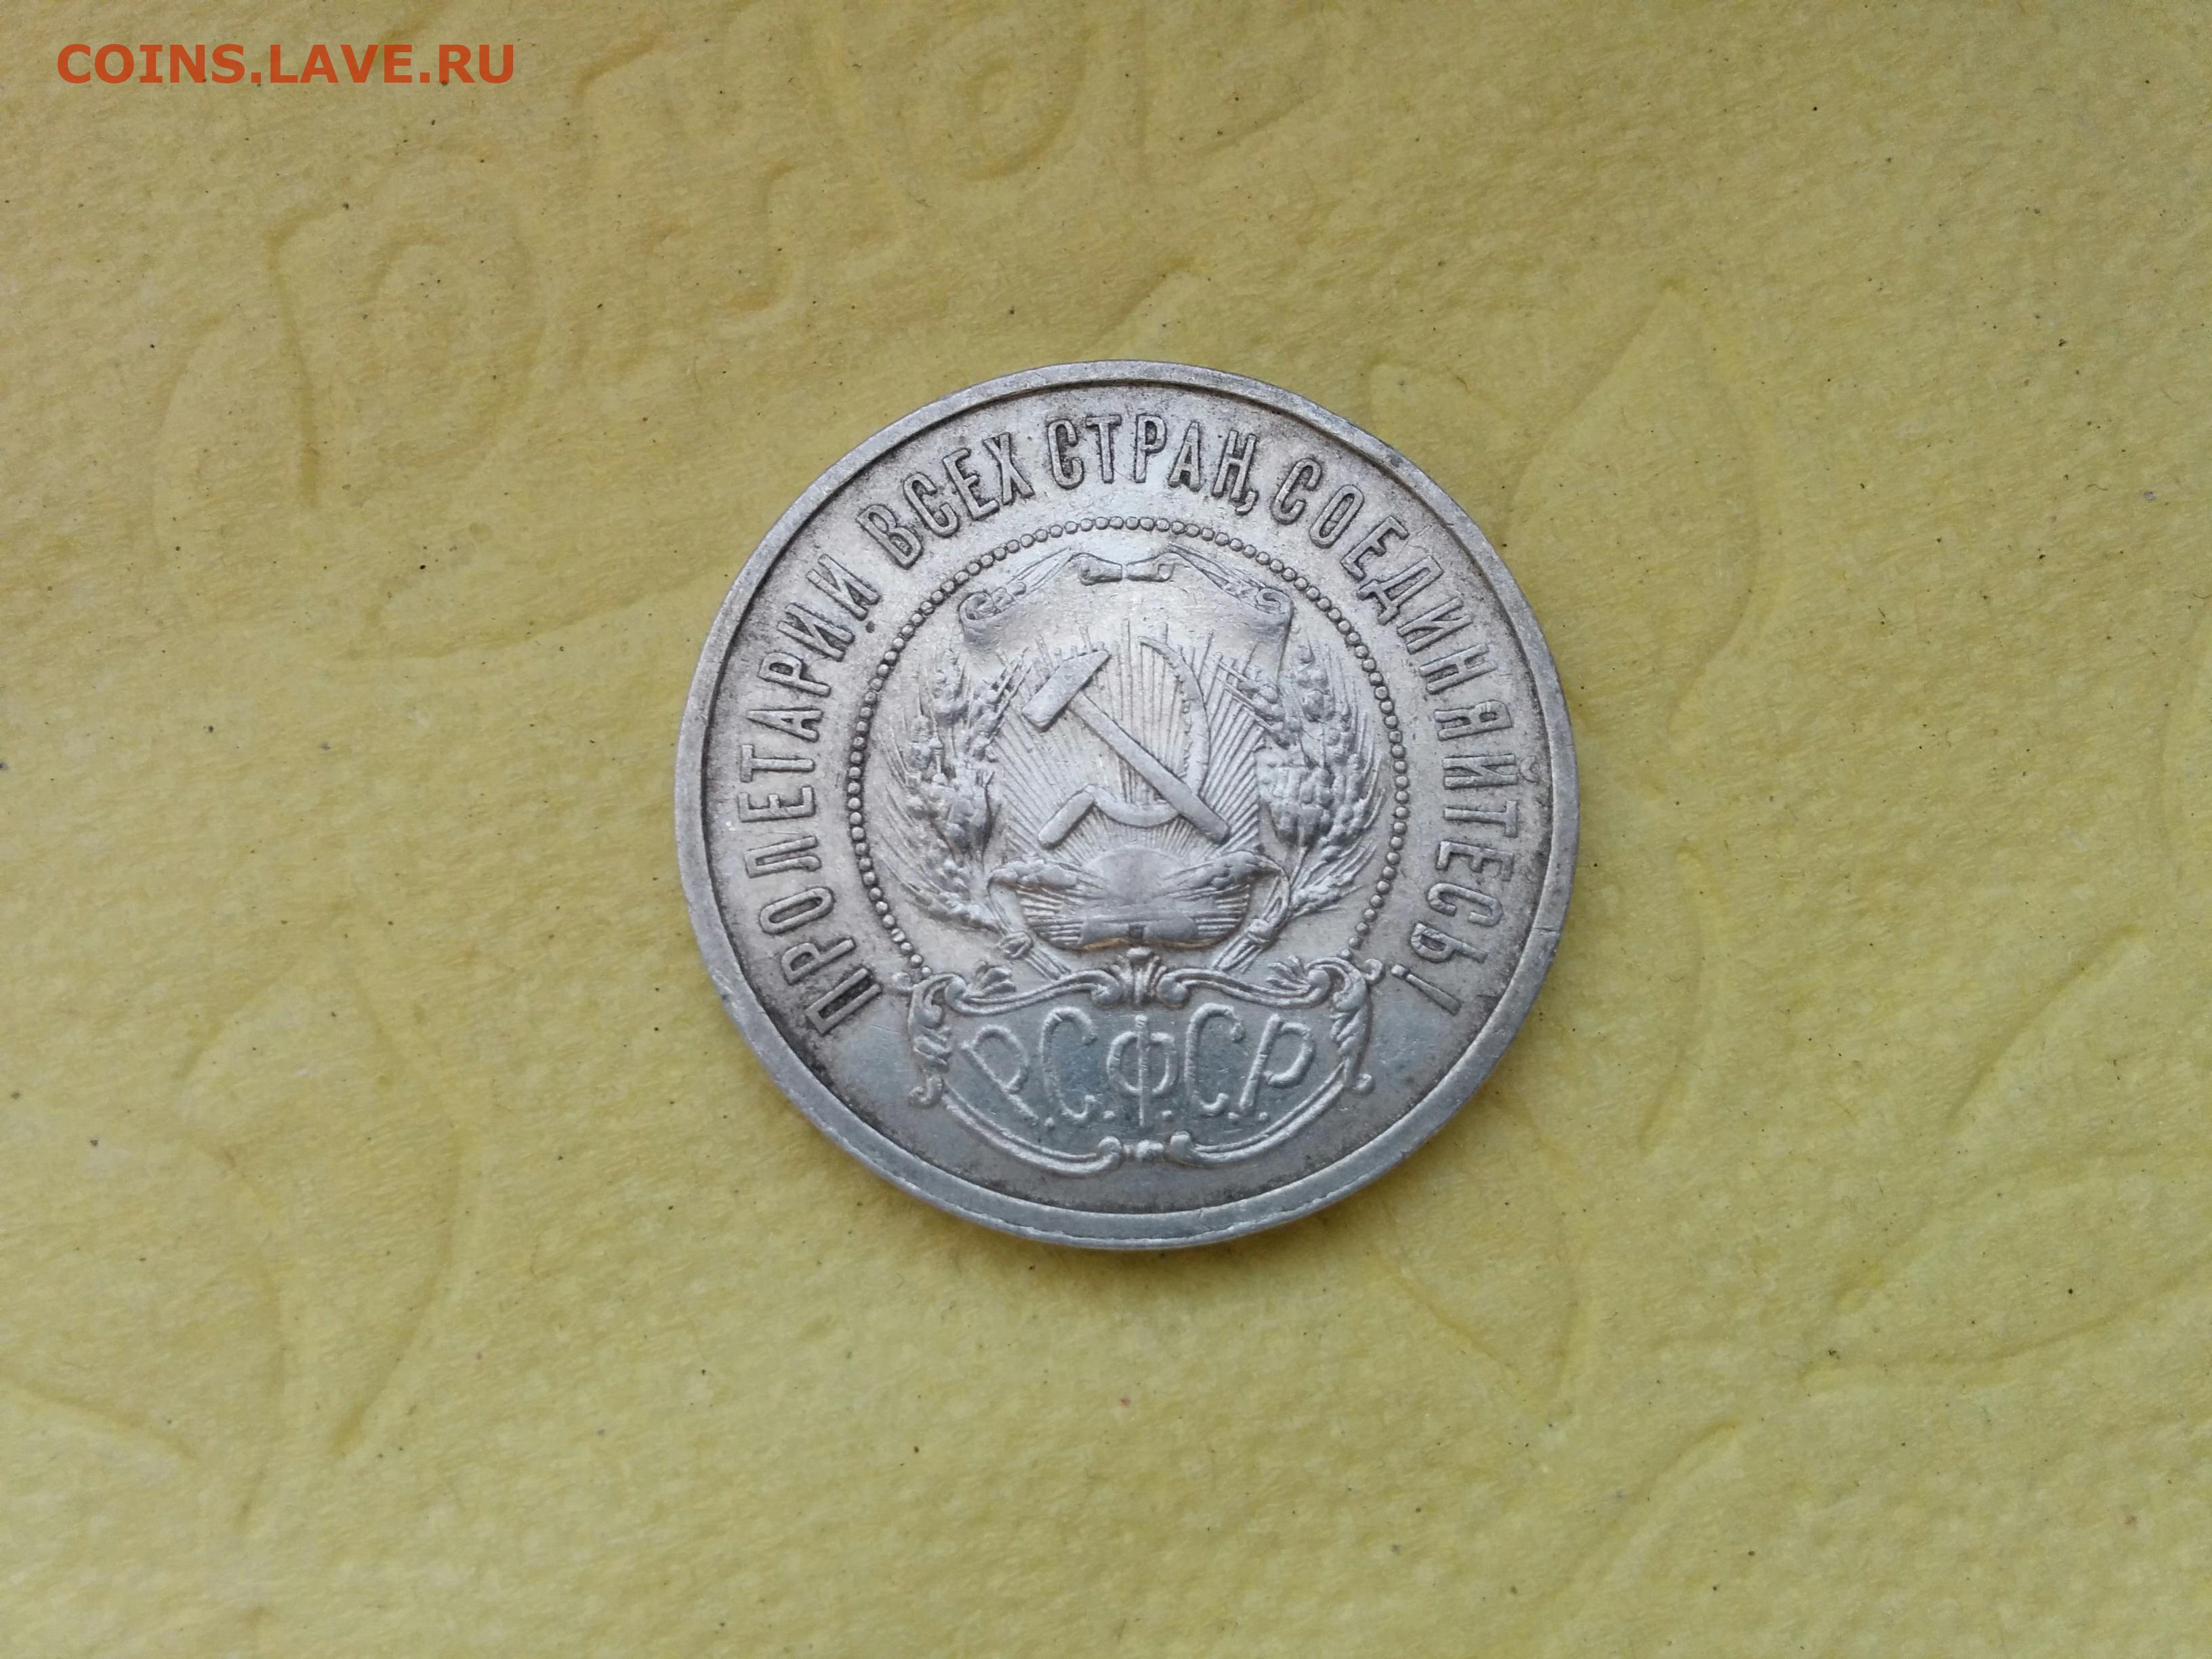 COINS.LAVE.RU
ПРОЛЕТАРИИ ВСЕХ СТРАН, СОЕДИНЯЙТЕСЬ!
Р.С.Ф.С.Р.